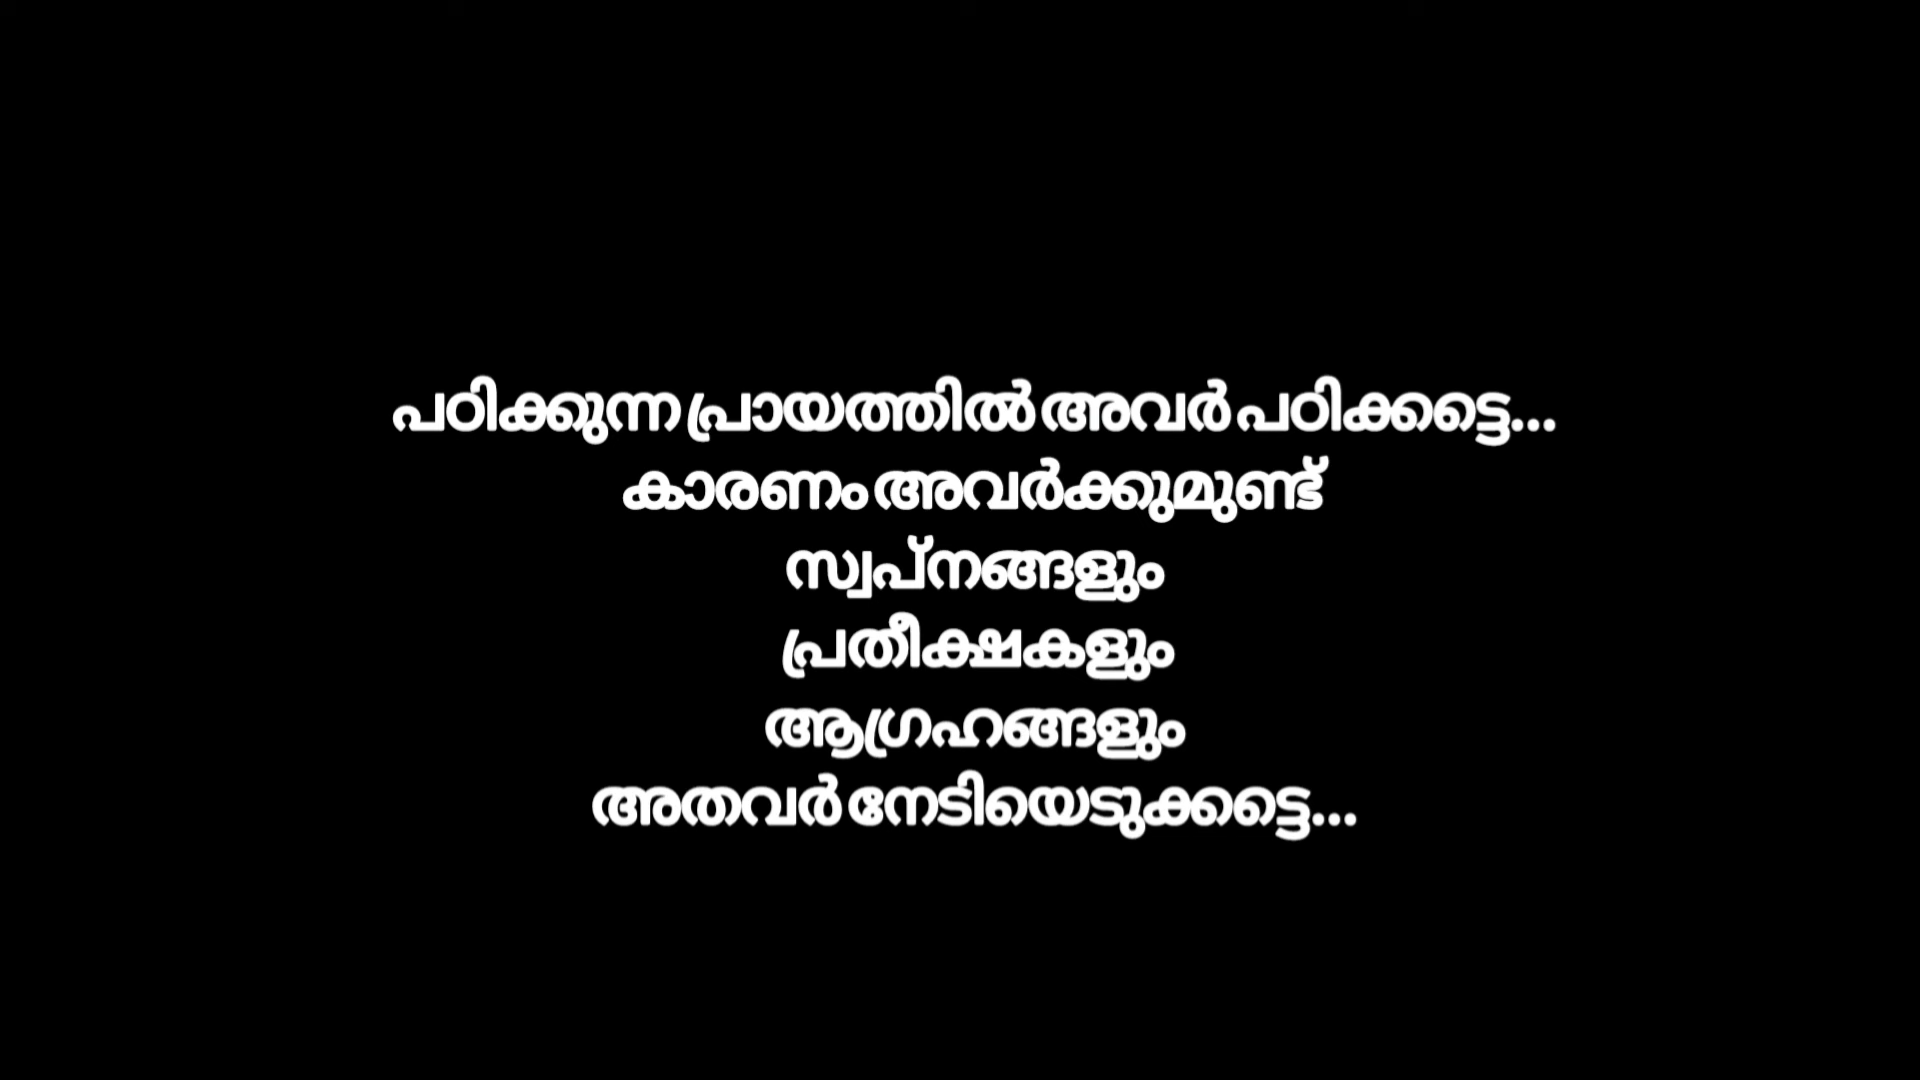 പഠിക്കുന്ന പ്രായത്തിൽ അവർ പഠിക്കട്ടെ...
കാരണം അവർക്കുമുണ്ട്
സ്വപ്നങ്ങളും
പ്രതീക്ഷകളും
ആഗ്രഹങ്ങളും
അതവർ നേടിയെടുക്കട്ടെ...